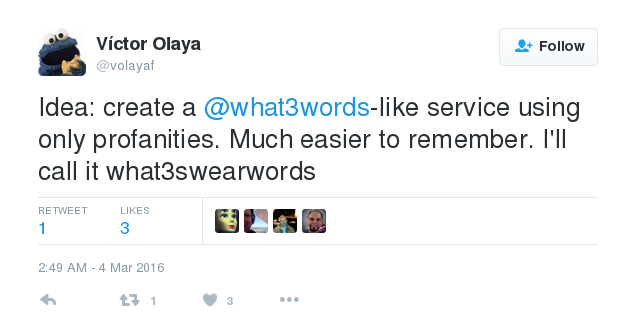 Víctor Olaya
@volayaf
Follow
Idea: create a @what3words-like service using
only profanities. Much easier to remember. I'll
call it what3swearwords
RETWEET LIKES
1 3
2:49 AM - 4 Mar 2016
1 3